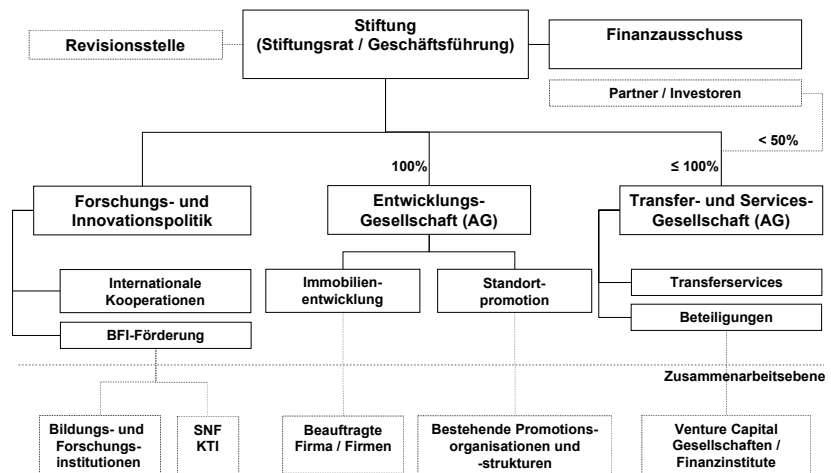 Stiftung
(Stiftungsrat / Geschäftsführung)
Revisionsstelle
Finanzausschuss
Partner / Investoren
< 50%
100%
≤ 100%
Forschungs- und
Innovationspolitik
Entwicklungs-
Gesellschaft (AG)
Transfer- und Services-
Gesellschaft (AG)
Internationale
Kooperationen
Immobilien-
entwicklung
Standort-
promotion
Transferservices
BFI-Förderung
Beteiligungen
Zusammenarbeitsebene
Bildungs- und
Forschungs-
institutionen
SNF
KTI
Beauftragte
Firma / Firmen
Bestehende Promotions-
organisationen und
-strukturen
Venture Capital
Gesellschaften /
Finanzinstitute